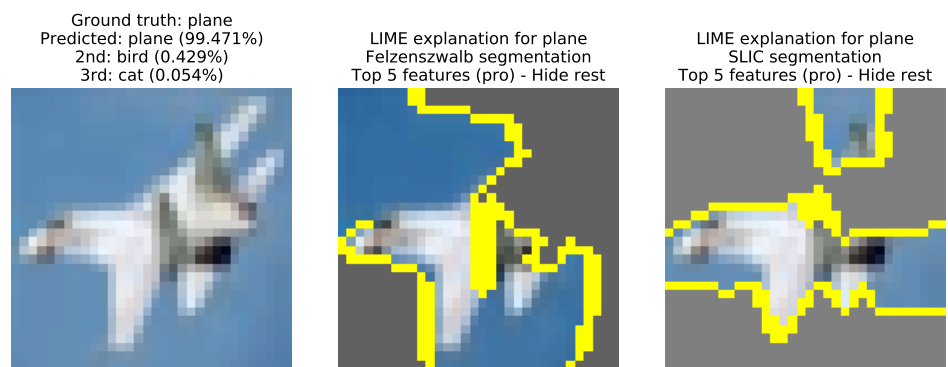 Ground truth: plane
Predicted: plane (99.471%)
2nd: bird (0.429%)
3rd: cat (0.054%)
LIME explanation for plane
Felzenszwalb segmentation
Top 5 features (pro) - Hide rest
LIME explanation for plane
SLIC segmentation
Top 5 features (pro) - Hide rest